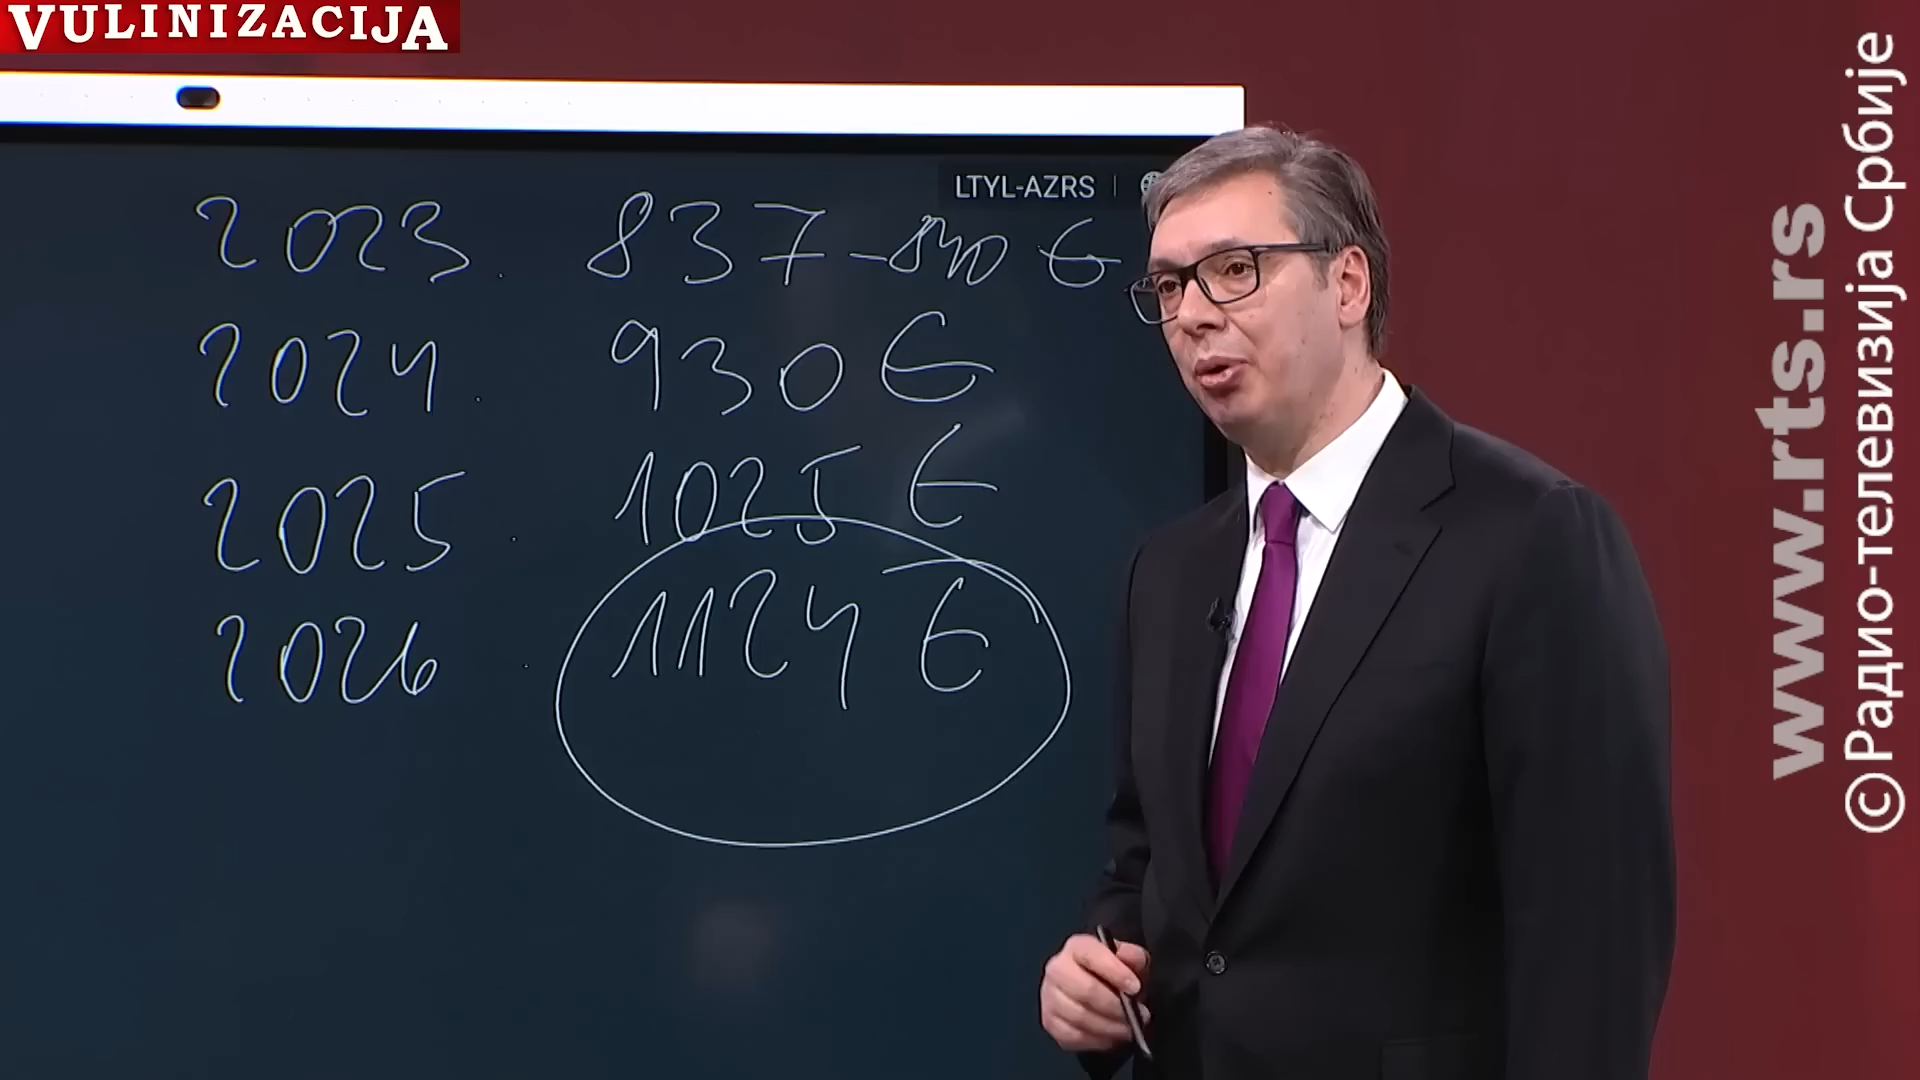 VULINIZACIJA
LTYL-AZRS
2023. 837-840 €
2024. 930 €
2025. 1025 €
2026. 1124 €
www.rts.rs
©Радио-телевизија Србије